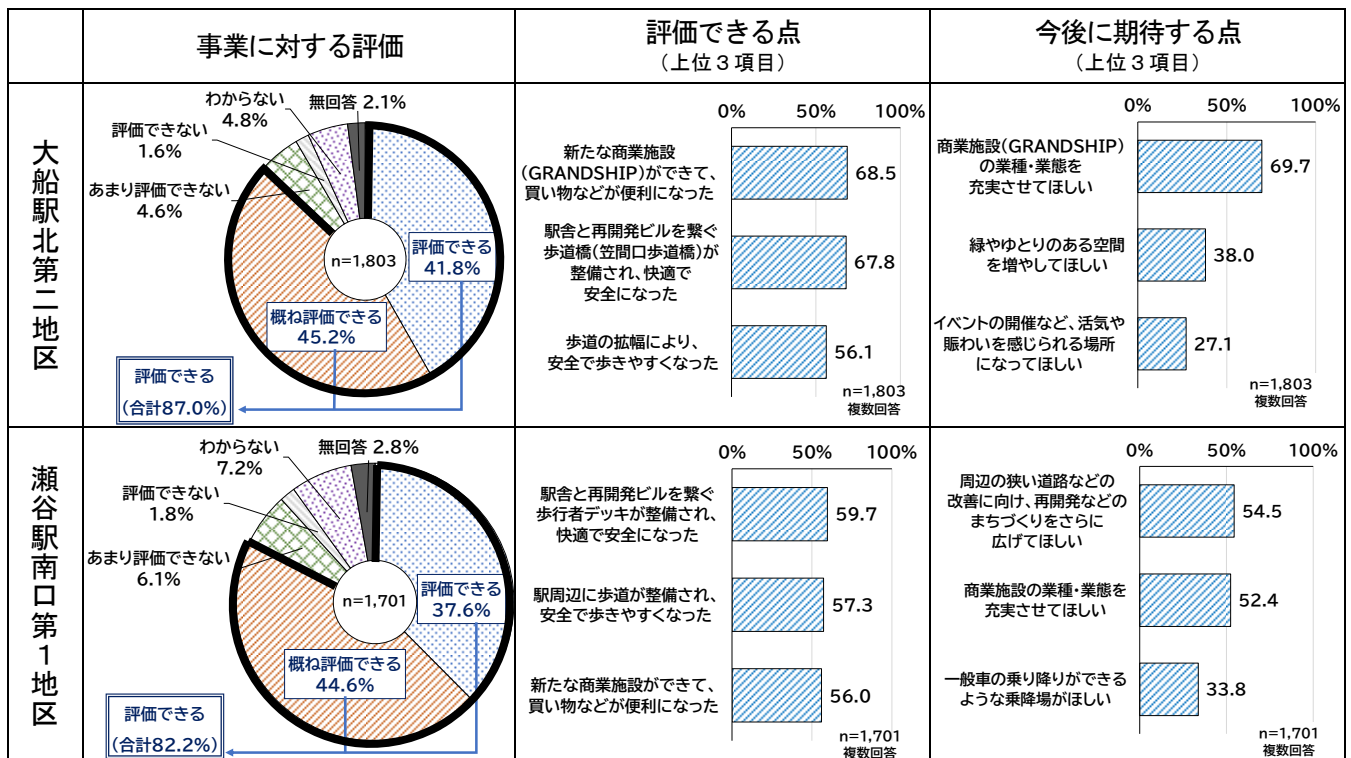 事業に対する評価
評価できる点
（上位３項目）
今後に期待する点
（上位３項目）
大船駅北第二地区
わからない
4.8%
無回答 2.1%
評価できない
1.6%
あまり評価できない
4.6%
n=1,803
評価できる
41.8%
概ね評価できる
45.2%
評価できる
（合計87.0%）
0%
50%
100%
新たな商業施設
（GRANDSHIP）ができて、
買い物などが便利になった
68.5
駅舎と再開発ビルを繋ぐ
歩道橋（笠間口歩道橋）が
整備され、快適で
安全になった
67.8
歩道の拡幅により、
安全で歩きやすくなった
56.1
n=1,803
複数回答
0%
50%
100%
商業施設（GRANDSHIP）
の業種・業態を
充実させてほしい
69.7
緑やゆとりのある空間
を増やしてほしい
38.0
イベントの開催など、活気や
賑わいを感じられる場所
になってほしい
27.1
n=1,803
複数回答
瀬谷駅南口第１地区
わからない
7.2%
無回答 2.8%
評価できない
1.8%
あまり評価できない
6.1%
n=1,701
評価できる
37.6%
概ね評価できる
44.6%
評価できる
（合計82.2%）
0%
50%
100%
駅舎と再開発ビルを繋ぐ
歩行者デッキが整備され、
快適で安全になった
59.7
駅周辺に歩道が整備され、
安全で歩きやすくなった
57.3
新たな商業施設ができて、
買い物などが便利になった
56.0
n=1,701
複数回答
0%
50%
100%
周辺の狭い道路などの
改善に向け、再開発などの
まちづくりをさらに
広げてほしい
54.5
商業施設の業種・業態を
充実させてほしい
52.4
一般車の乗り降りができる
ような乗降場がほしい
33.8
n=1,701
複数回答